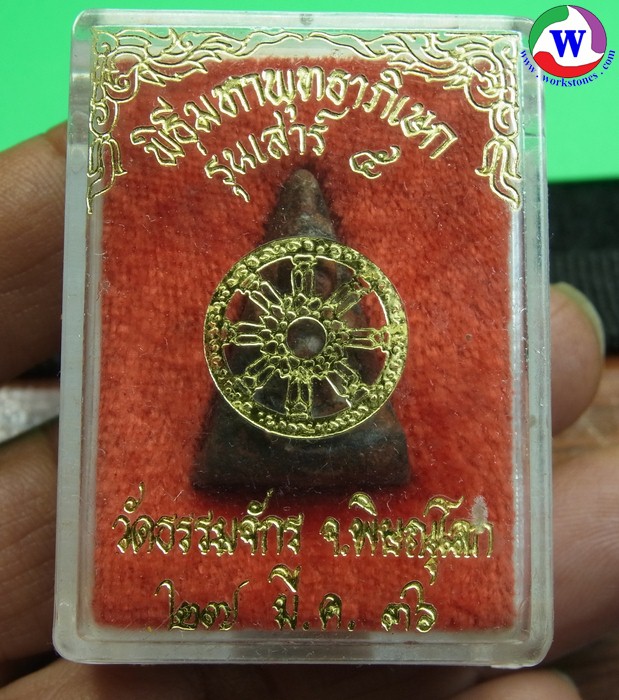 W
www.workstones.com
พิธีมหาพุทธาภิเษก
รุ่นเสาร์ ๕
วัดธรรมจักร จ.พิษณุโลก
๒๗ มี.ค. ๓๖